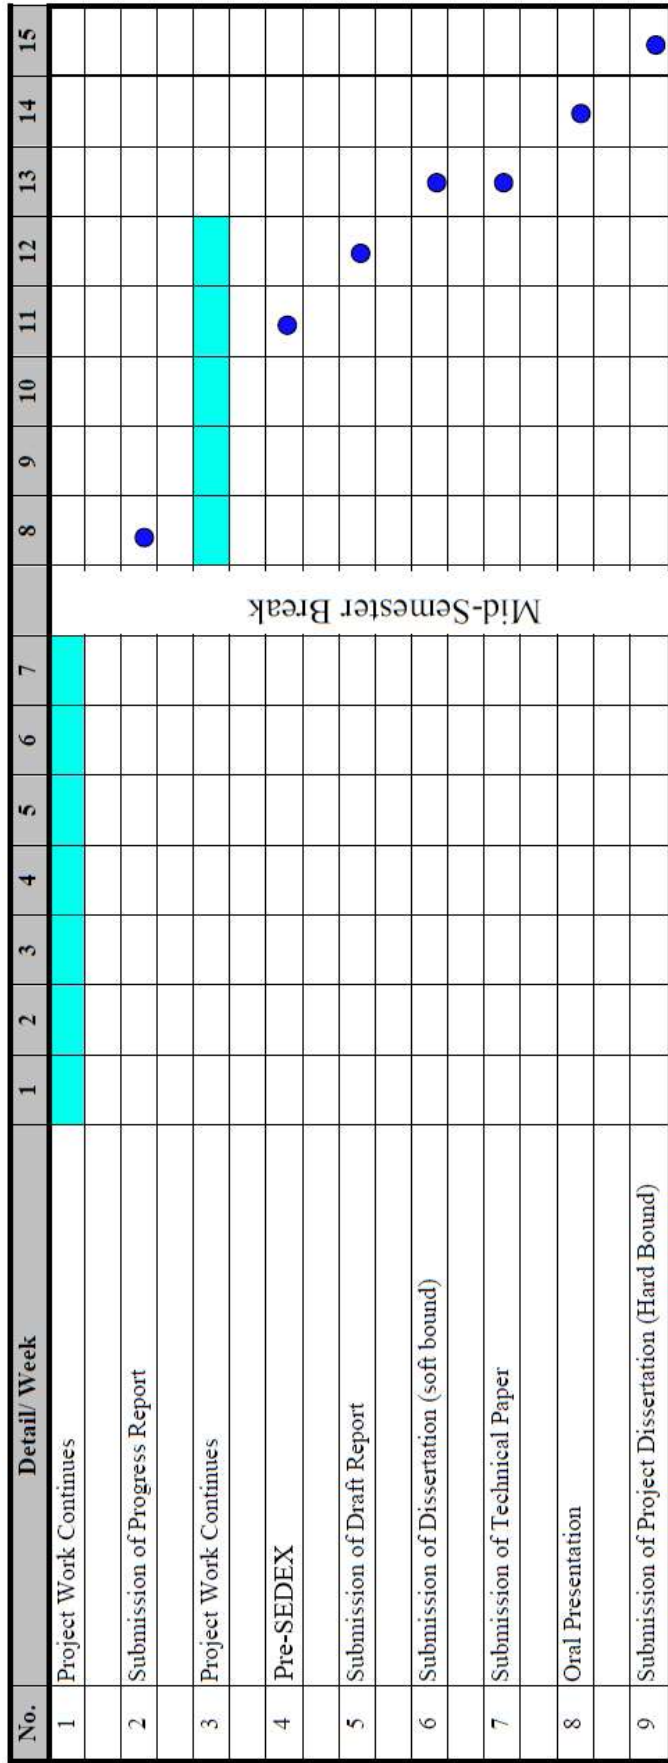 No. Detail/ Week 1 2 3 4 5 6 7 8 9 10 11 12 13 14 15
1 Project Work Continues
2 Submission of Progress Report
3 Project Work Continues
4 Pre-SEDEX
5 Submission of Draft Report
6 Submission of Dissertation (soft bound)
7 Submission of Technical Paper
8 Oral Presentation
9 Submission of Project Dissertation (Hard Bound)
Mid-Semester Break